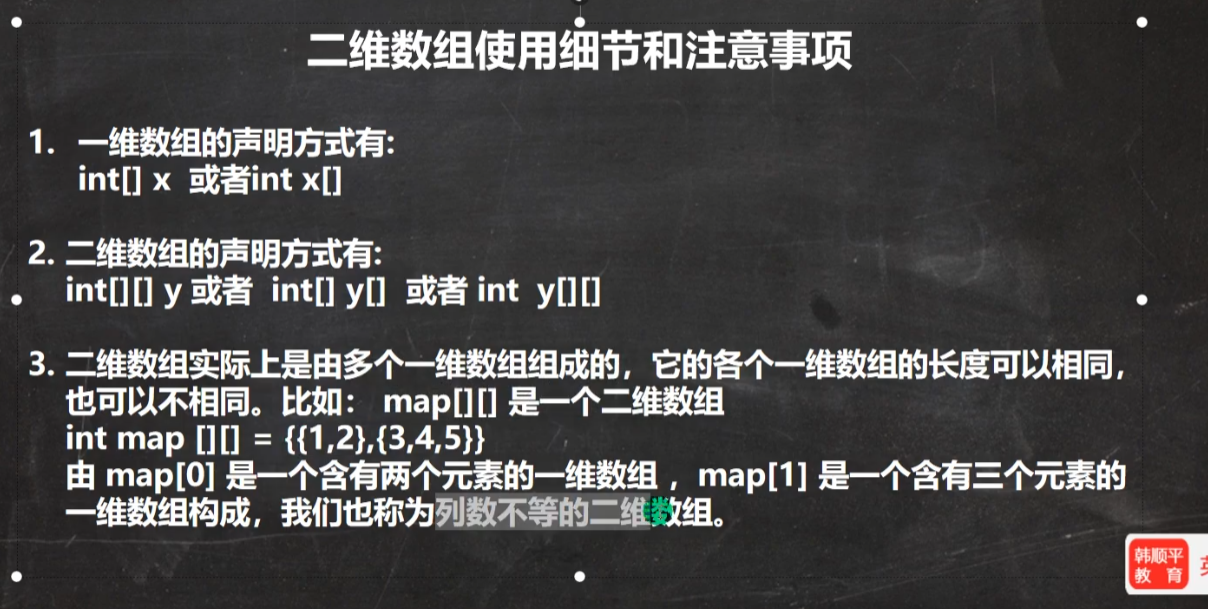 二维数组使用细节和注意事项
1. 一维数组的声明方式有:
int[] x 或者int x[]
2. 二维数组的声明方式有:
int[][] y 或者 int[] y[] 或者 int y[][]
3. 二维数组实际上是由多个一维数组组成的，它的各个一维数组的长度可以相同，
也可以不相同。比如： map[][] 是一个二维数组
int map [][] = {{1,2},{3,4,5}}
由 map[0] 是一个含有两个元素的一维数组 ，map[1] 是一个含有三个元素的
一维数组构成，我们也称为列数不等的二维数组。
韩顺平
教 育